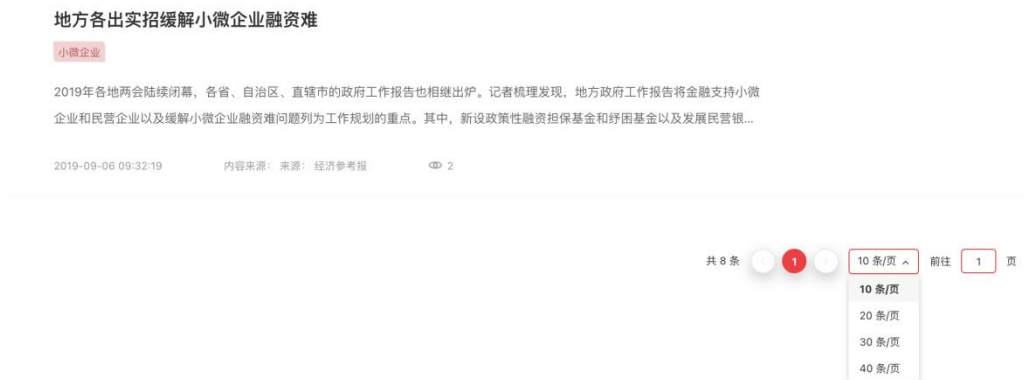 地方各出实招缓解小微企业融资难
小微企业
2019年各地两会陆续闭幕，各省、自治区、直辖市的政府工作报告也相继出炉。记者梳理发现，地方政府工作报告将金融支持小微
企业和民营企业以及缓解小微企业融资难问题列为工作规划的重点。其中，新设政策性融资担保基金和纾困基金以及发展民营银...
2019-09-06 09:32:19 内容来源： 来源： 经济参考报 2
共 8 条 1 10 条/页 前往 1 页
10 条/页
20 条/页
30 条/页
40 条/页